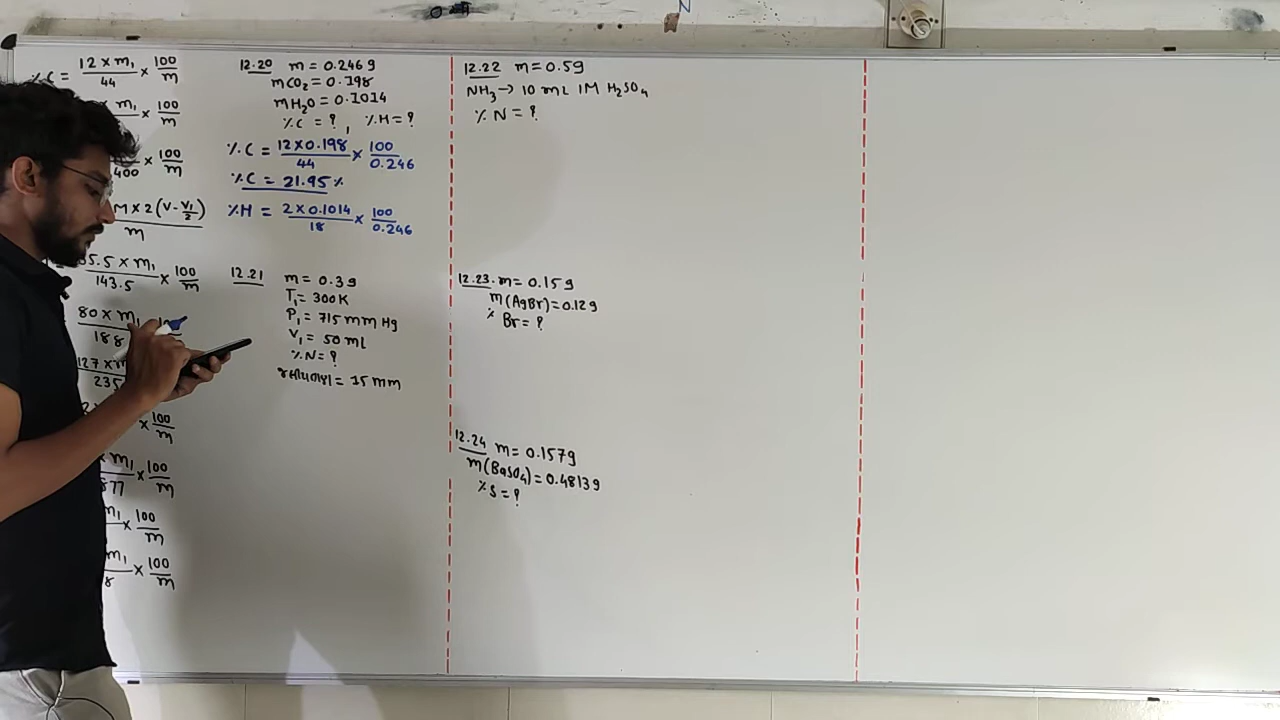 N
% C = 12 × m₁ / 44 × 100 / m
m₁ × 100 / m
400 × 100 / m
M × 2 (V - V₁/2) / m
35.5 × m₁ / 143.5 × 100 / m
80 × m₁ / 188
127 × m / 235
× 100 / m
× m₁ / 877 × 100 / m
m₁ × 100 / m
m₁ / 8 × 100 / m
12.20 m = 0.246 g
mCO₂ = 0.198
mH₂O = 0.1014
% C = ?, % H = ?
% C = 12 × 0.198 / 44 × 100 / 0.246
% C = 21.95 %
% H = 2 × 0.1014 / 18 × 100 / 0.246
12.21 m = 0.3 g
T₁ = 300 K
P₁ = 715 mm Hg
V₁ = 50 mL
% N = ?
= 15 mm
12.22 m = 0.5 g
NH₃ → 10 mL 1M H₂SO₄
% N = ?
12.23. m = 0.15 g
m(AgBr) = 0.12 g
% Br = ?
12.24 m = 0.157 g
m(BaSO₄) = 0.4813 g
% S = ?